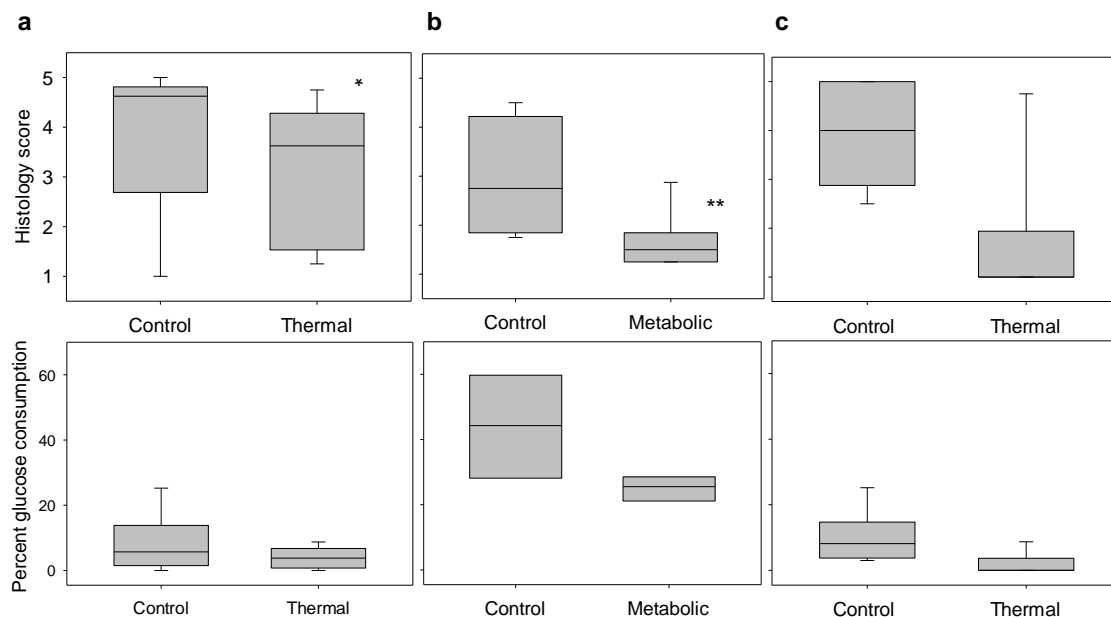 a b c
Histology score
5
4
3
2
1
*
**
Control Thermal Control Metabolic Control Thermal
Percent glucose consumption
60
40
20
0
Control Thermal Control Metabolic Control Thermal